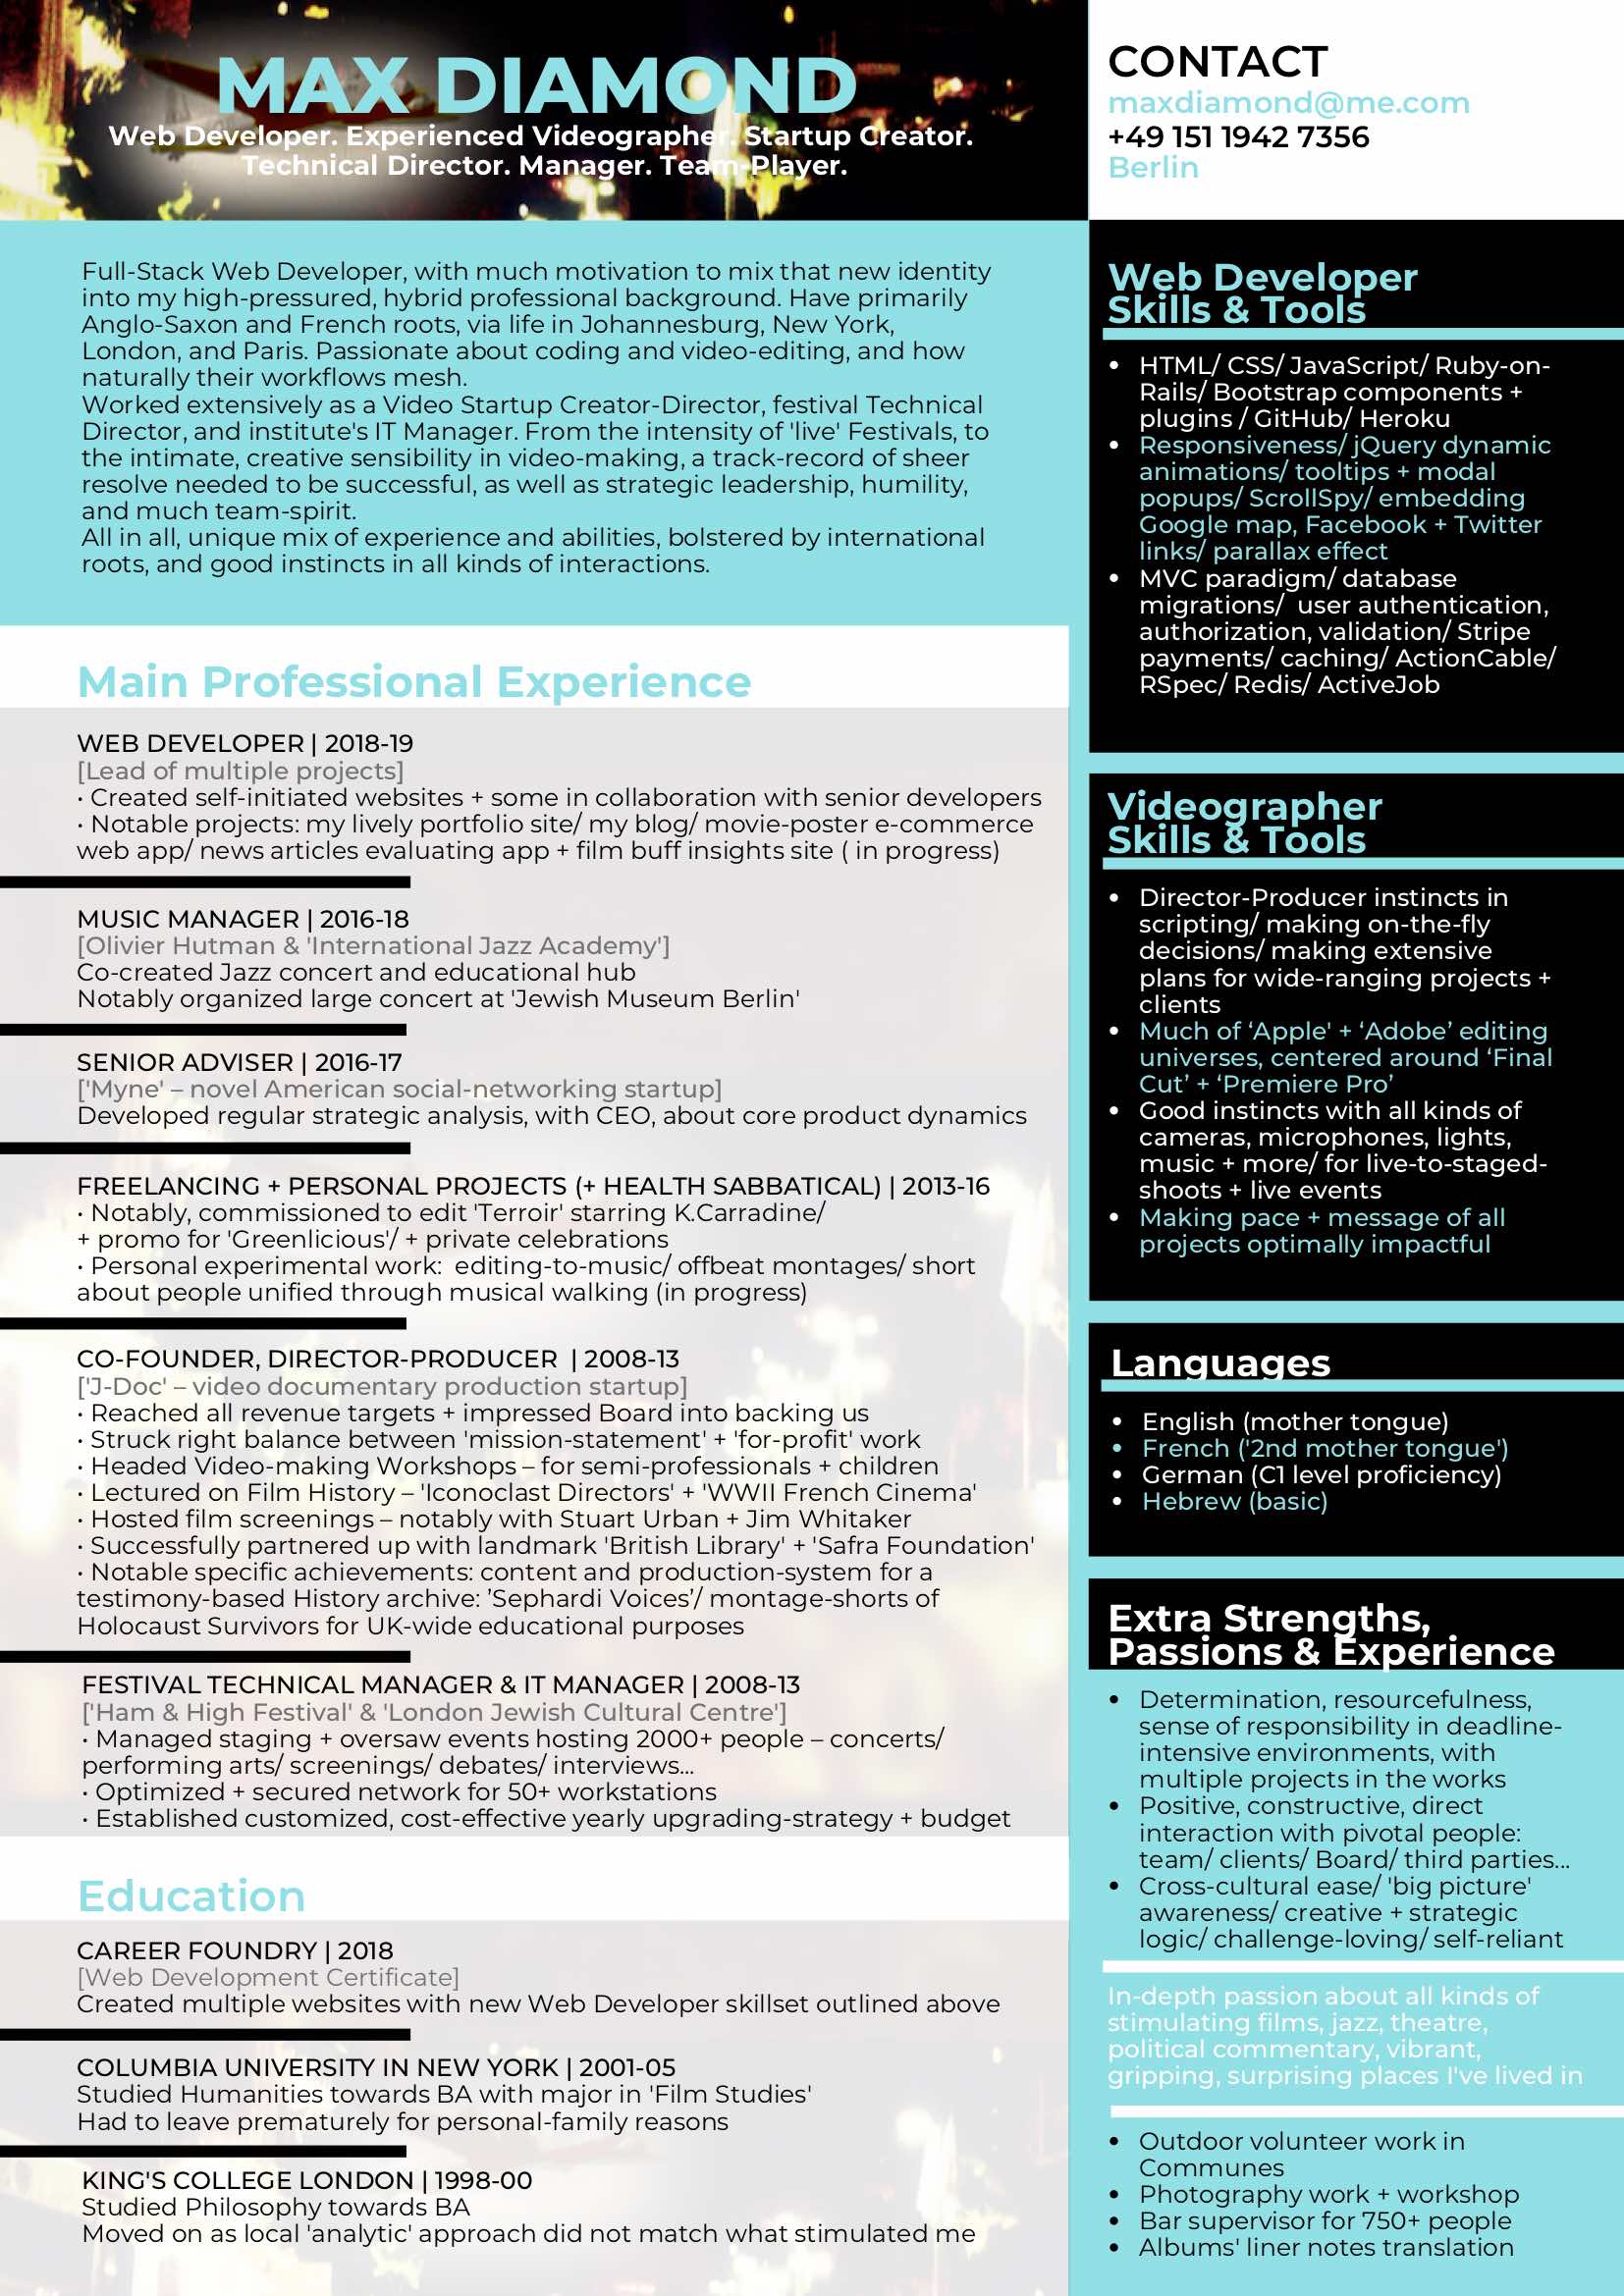 MAX DIAMOND
Web Developer. Experienced Videographer. Startup Creator.
Technical Director. Manager. Team-Player.
CONTACT
maxdiamond@me.com
+49 151 1942 7356
Berlin
Full-Stack Web Developer, with much motivation to mix that new identity
into my high-pressured, hybrid professional background. Have primarily
Anglo-Saxon and French roots, via life in Johannesburg, New York,
London, and Paris. Passionate about coding and video-editing, and how
naturally their workflows mesh.
Worked extensively as a Video Startup Creator-Director, festival Technical
Director, and institute's IT Manager. From the intensity of 'live' Festivals, to
the intimate, creative sensibility in video-making, a track-record of sheer
resolve needed to be successful, as well as strategic leadership, humility,
and much team-spirit.
All in all, unique mix of experience and abilities, bolstered by international
roots, and good instincts in all kinds of interactions.
Main Professional Experience
WEB DEVELOPER | 2018-19
[Lead of multiple projects]
· Created self-initiated websites + some in collaboration with senior developers
· Notable projects: my lively portfolio site/ my blog/ movie-poster e-commerce
web app/ news articles evaluating app + film buff insights site ( in progress)
MUSIC MANAGER | 2016-18
[Olivier Hutman & 'International Jazz Academy']
Co-created Jazz concert and educational hub
Notably organized large concert at 'Jewish Museum Berlin'
SENIOR ADVISER | 2016-17
['Myne' – novel American social-networking startup]
Developed regular strategic analysis, with CEO, about core product dynamics
FREELANCING + PERSONAL PROJECTS (+ HEALTH SABBATICAL) | 2013-16
· Notably, commissioned to edit 'Terroir' starring K.Carradine/
+ promo for 'Greenlicious'/ + private celebrations
· Personal experimental work:  editing-to-music/ offbeat montages/ short
about people unified through musical walking (in progress)
CO-FOUNDER, DIRECTOR-PRODUCER  | 2008-13
['J-Doc' – video documentary production startup]
· Reached all revenue targets + impressed Board into backing us
· Struck right balance between 'mission-statement' + 'for-profit' work
· Headed Video-making Workshops – for semi-professionals + children
· Lectured on Film History – 'Iconoclast Directors' + 'WWII French Cinema'
· Hosted film screenings – notably with Stuart Urban + Jim Whitaker
· Successfully partnered up with landmark 'British Library' + 'Safra Foundation'
· Notable specific achievements: content and production-system for a
testimony-based History archive: ’Sephardi Voices’/ montage-shorts of
Holocaust Survivors for UK-wide educational purposes
FESTIVAL TECHNICAL MANAGER & IT MANAGER | 2008-13
['Ham & High Festival' & 'London Jewish Cultural Centre']
· Managed staging + oversaw events hosting 2000+ people – concerts/
performing arts/ screenings/ debates/ interviews...
· Optimized + secured network for 50+ workstations
· Established customized, cost-effective yearly upgrading-strategy + budget
Education
CAREER FOUNDRY | 2018
[Web Development Certificate]
Created multiple websites with new Web Developer skillset outlined above
COLUMBIA UNIVERSITY IN NEW YORK | 2001-05
Studied Humanities towards BA with major in 'Film Studies'
Had to leave prematurely for personal-family reasons
KING'S COLLEGE LONDON | 1998-00
Studied Philosophy towards BA
Moved on as local 'analytic' approach did not match what stimulated me
Web Developer
Skills & Tools
• HTML/ CSS/ JavaScript/ Ruby-on-
Rails/ Bootstrap components +
plugins / GitHub/ Heroku
• Responsiveness/ jQuery dynamic
animations/ tooltips + modal
popups/ ScrollSpy/ embedding
Google map, Facebook + Twitter
links/ parallax effect
• MVC paradigm/ database
migrations/  user authentication,
authorization, validation/ Stripe
payments/ caching/ ActionCable/
RSpec/ Redis/ ActiveJob
Videographer
Skills & Tools
• Director-Producer instincts in
scripting/ making on-the-fly
decisions/ making extensive
plans for wide-ranging projects +
clients
• Much of ‘Apple' + ‘Adobe’ editing
universes, centered around ‘Final
Cut’ + ‘Premiere Pro’
• Good instincts with all kinds of
cameras, microphones, lights,
music + more/ for live-to-staged-
shoots + live events
• Making pace + message of all
projects optimally impactful
Languages
• English (mother tongue)
• French ('2nd mother tongue')
• German (C1 level proficiency)
• Hebrew (basic)
Extra Strengths,
Passions & Experience
• Determination, resourcefulness,
sense of responsibility in deadline-
intensive environments, with
multiple projects in the works
• Positive, constructive, direct
interaction with pivotal people:
team/ clients/ Board/ third parties...
• Cross-cultural ease/ 'big picture'
awareness/ creative + strategic
logic/ challenge-loving/ self-reliant
In-depth passion about all kinds of
stimulating films, jazz, theatre,
political commentary, vibrant,
gripping, surprising places I've lived in
• Outdoor volunteer work in
Communes
• Photography work + workshop
• Bar supervisor for 750+ people
• Albums' liner notes translation